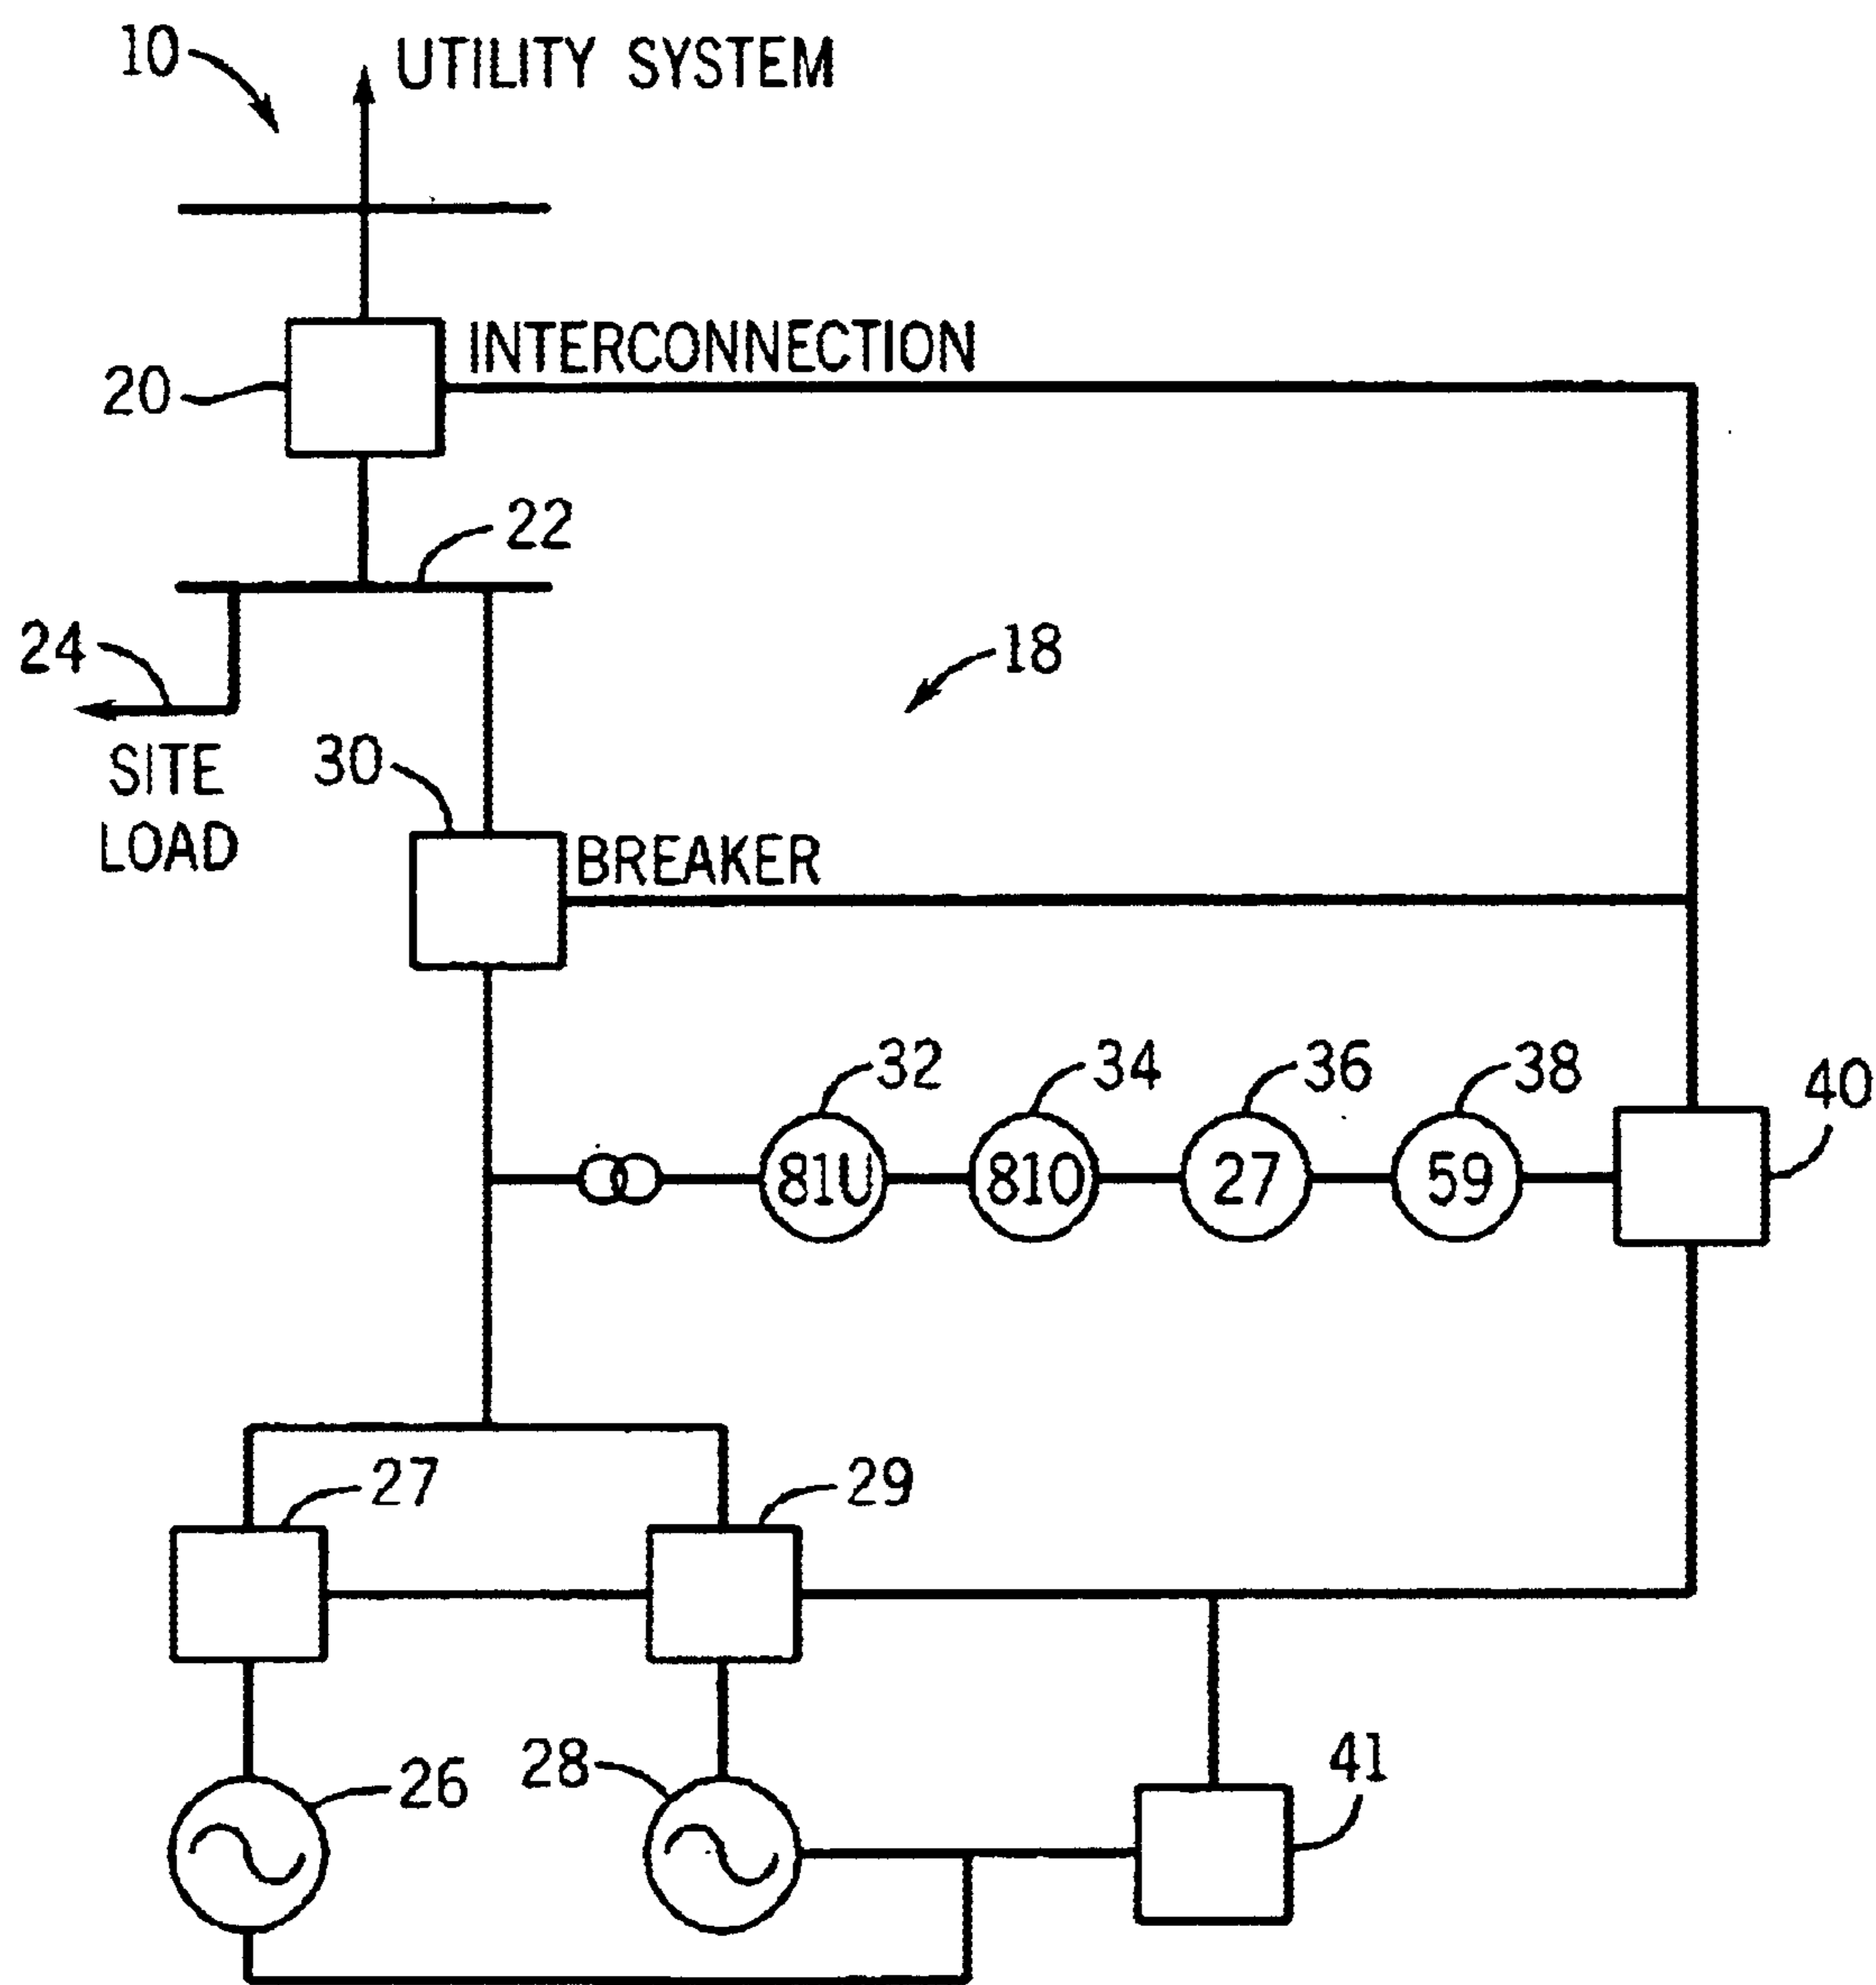 10
UTILITY SYSTEM
INTERCONNECTION
20
22
24
18
SITE
LOAD
30
BREAKER
32
34
36
38
40
81U
81O
27
59
27
29
26
28
41